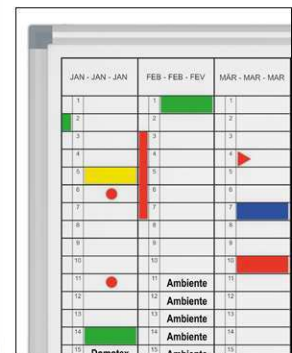 JAN - JAN - JAN FEB - FEB - FEV MÄR - MAR - MAR
1 1 1
2 2 2
3 3 3
4 4 4
5 5 5
6 6 6
7 7 7
8 8 8
9 9 9
10 10 10
11 11 Ambiente 11
12 12 Ambiente 12
13 13 Ambiente 13
14 14 Ambiente 14
15 Domotex 15 Ambiente 15